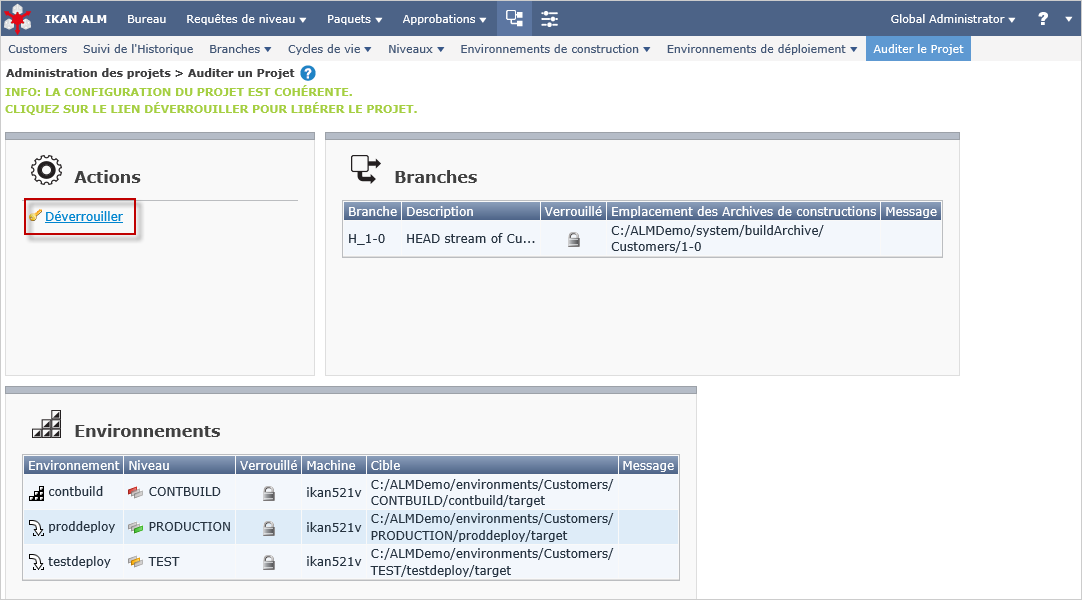 IKAN ALM Bureau Requêtes de niveau Paquets Approbations Global Administrator ?
Customers Suivi de l'Historique Branches Cycles de vie Niveaux Environements de construction Environnements de déploiement Auditer le Projet
Administration des projets > Auditer un Projet ?
INFO: LA CONFIGURATION DU PROJET EST COHÉRENTE.
CLIQUEZ SUR LE LIEN DÉVERROUILLER POUR LIBÉRER LE PROJET.
Actions
Déverrouiller
Branches
Branche Description Verrouillé Emplacement des Archives de constructions Message
H_1-0 HEAD stream of Cu... C:/ALMDemo/system/buildArchive/
Customers/1-0
Environnements
Environnement Niveau Verrouillé Machine Cible Message
contbuild CONTBUILD ikan521v C:/ALMDemo/environments/Customers/
CONTBUILD/contbuild/target
proddeploy PRODUCTION ikan521v C:/ALMDemo/environments/Customers/
PRODUCTION/proddeploy/target
testdeploy TEST ikan521v C:/ALMDemo/environments/Customers/
TEST/testdeploy/target